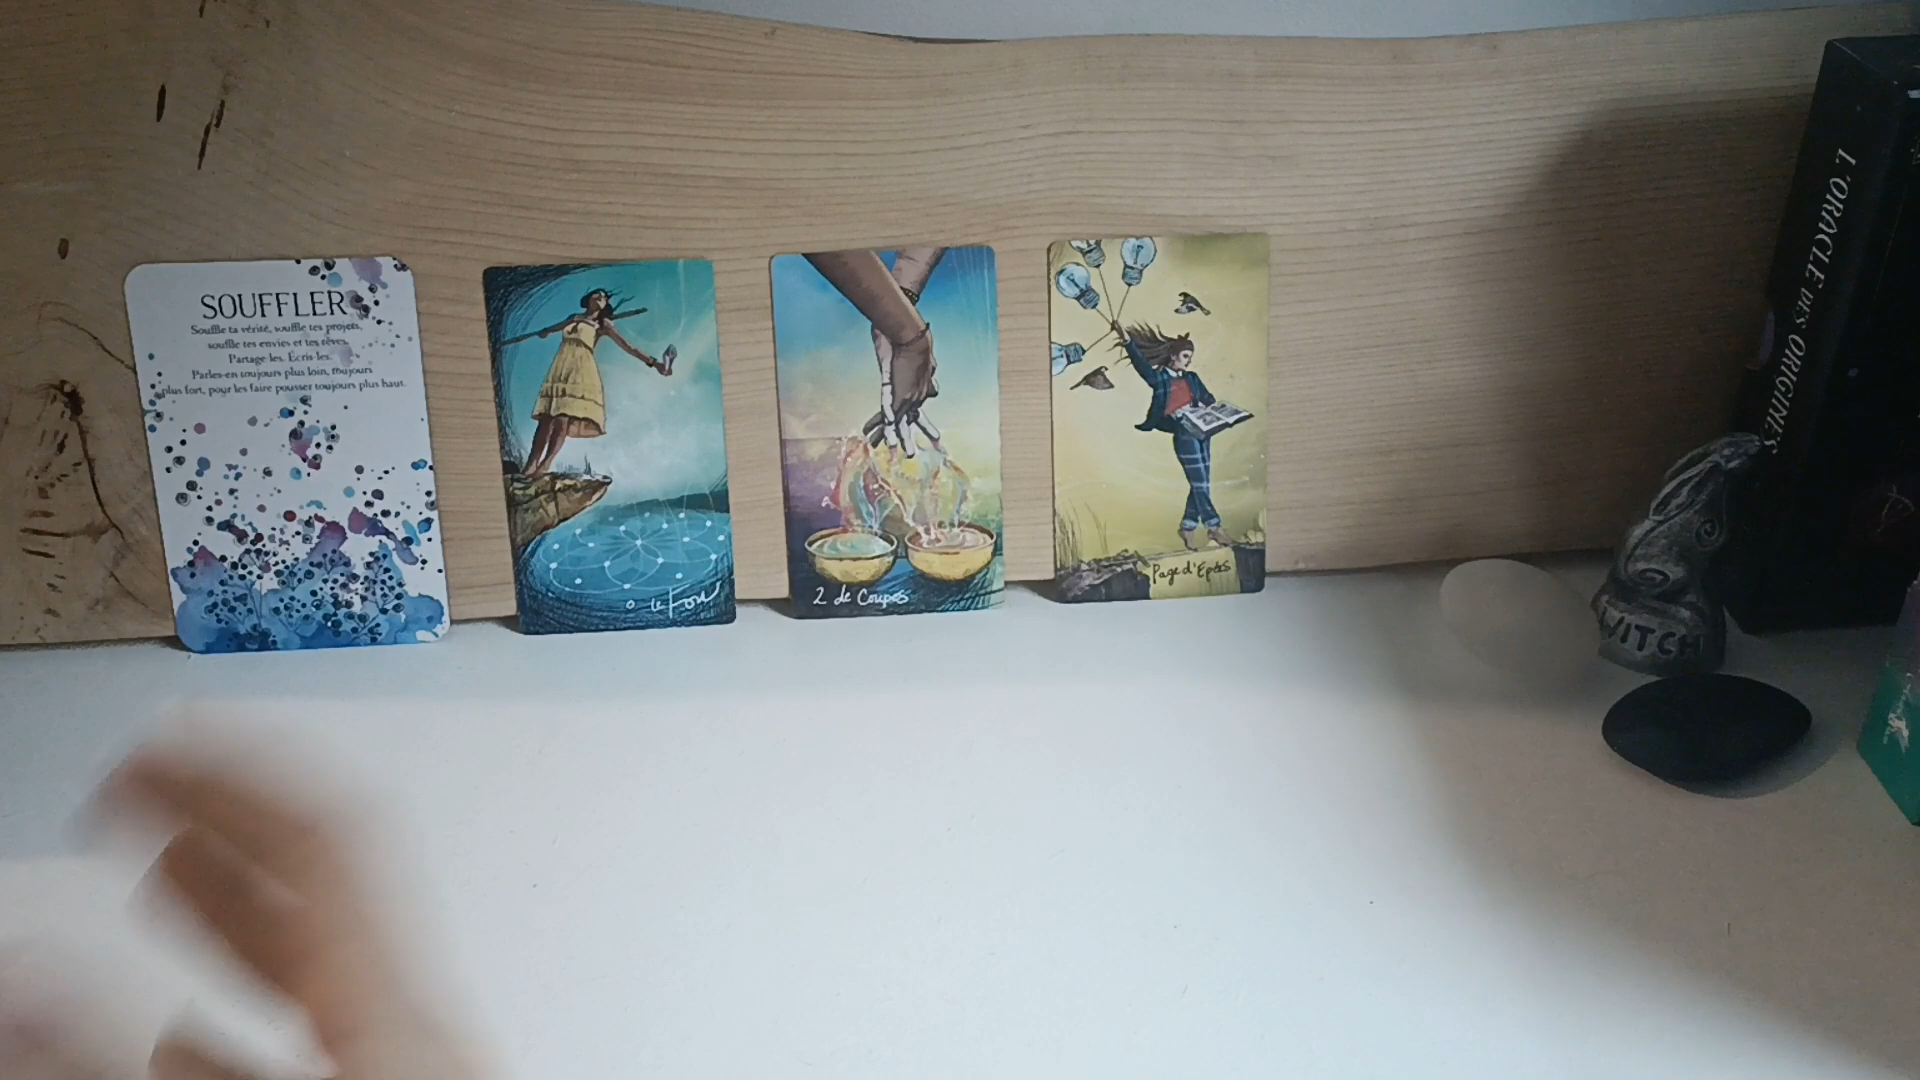 SOUFFLER
Souffle ta vérité, souffle tes projets,
souffle tes envies et tes rêves.
Partage-les. Écris-les.
Parles-en toujours plus loin, toujours
plus fort, pour les faire pousser toujours plus haut.
0 Le Fou
2 de Coupes
Page d'Epées
L'ORACLE DES ORIGINES
WITCH